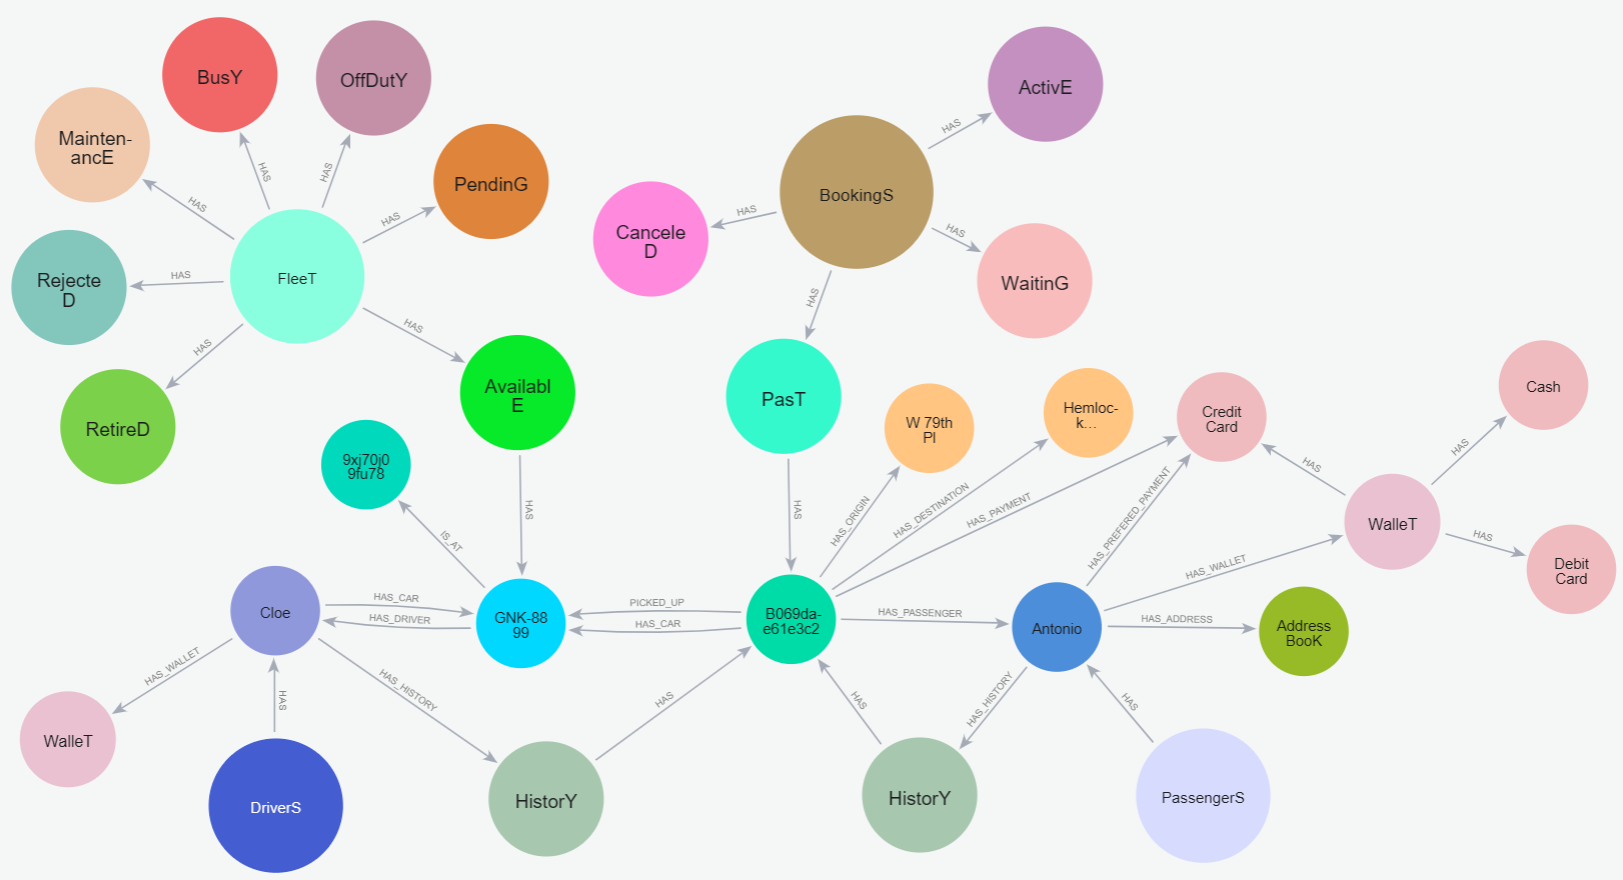 BusY
OffDutY
ActivE
Mainten-
ancE
HAS
HAS
PendinG
HAS
HAS
HAS
BookingS
HAS
Cancele
D
HAS
WaitinG
FleeT
HAS
Rejecte
D
HAS
HAS
HAS
Availabl
E
RetireD
PasT
W 79th
Pl
Hemloc-
k...
Credit
Card
Cash
9xj70j0
9fu78
HAS
HAS
WalleT
HAS
Debit
Card
HAS
HAS
HAS_ORIGIN
HAS_DESTINATION
HAS_PAYMENT
HAS_PREFERED_PAYMENT
IS_AT
HAS_WALLET
Cloe
HAS_CAR
HAS_DRIVER
GNK-88
99
PICKED_UP
HAS_CAR
B069da-
e61e3c2
HAS_PASSENGER
Antonio
HAS_ADDRESS
Address
BooK
HAS_WALLET
HAS
HAS_HISTORY
HAS
HAS
HAS_HISTORY
HAS
WalleT
DriverS
HistorY
HistorY
PassengerS